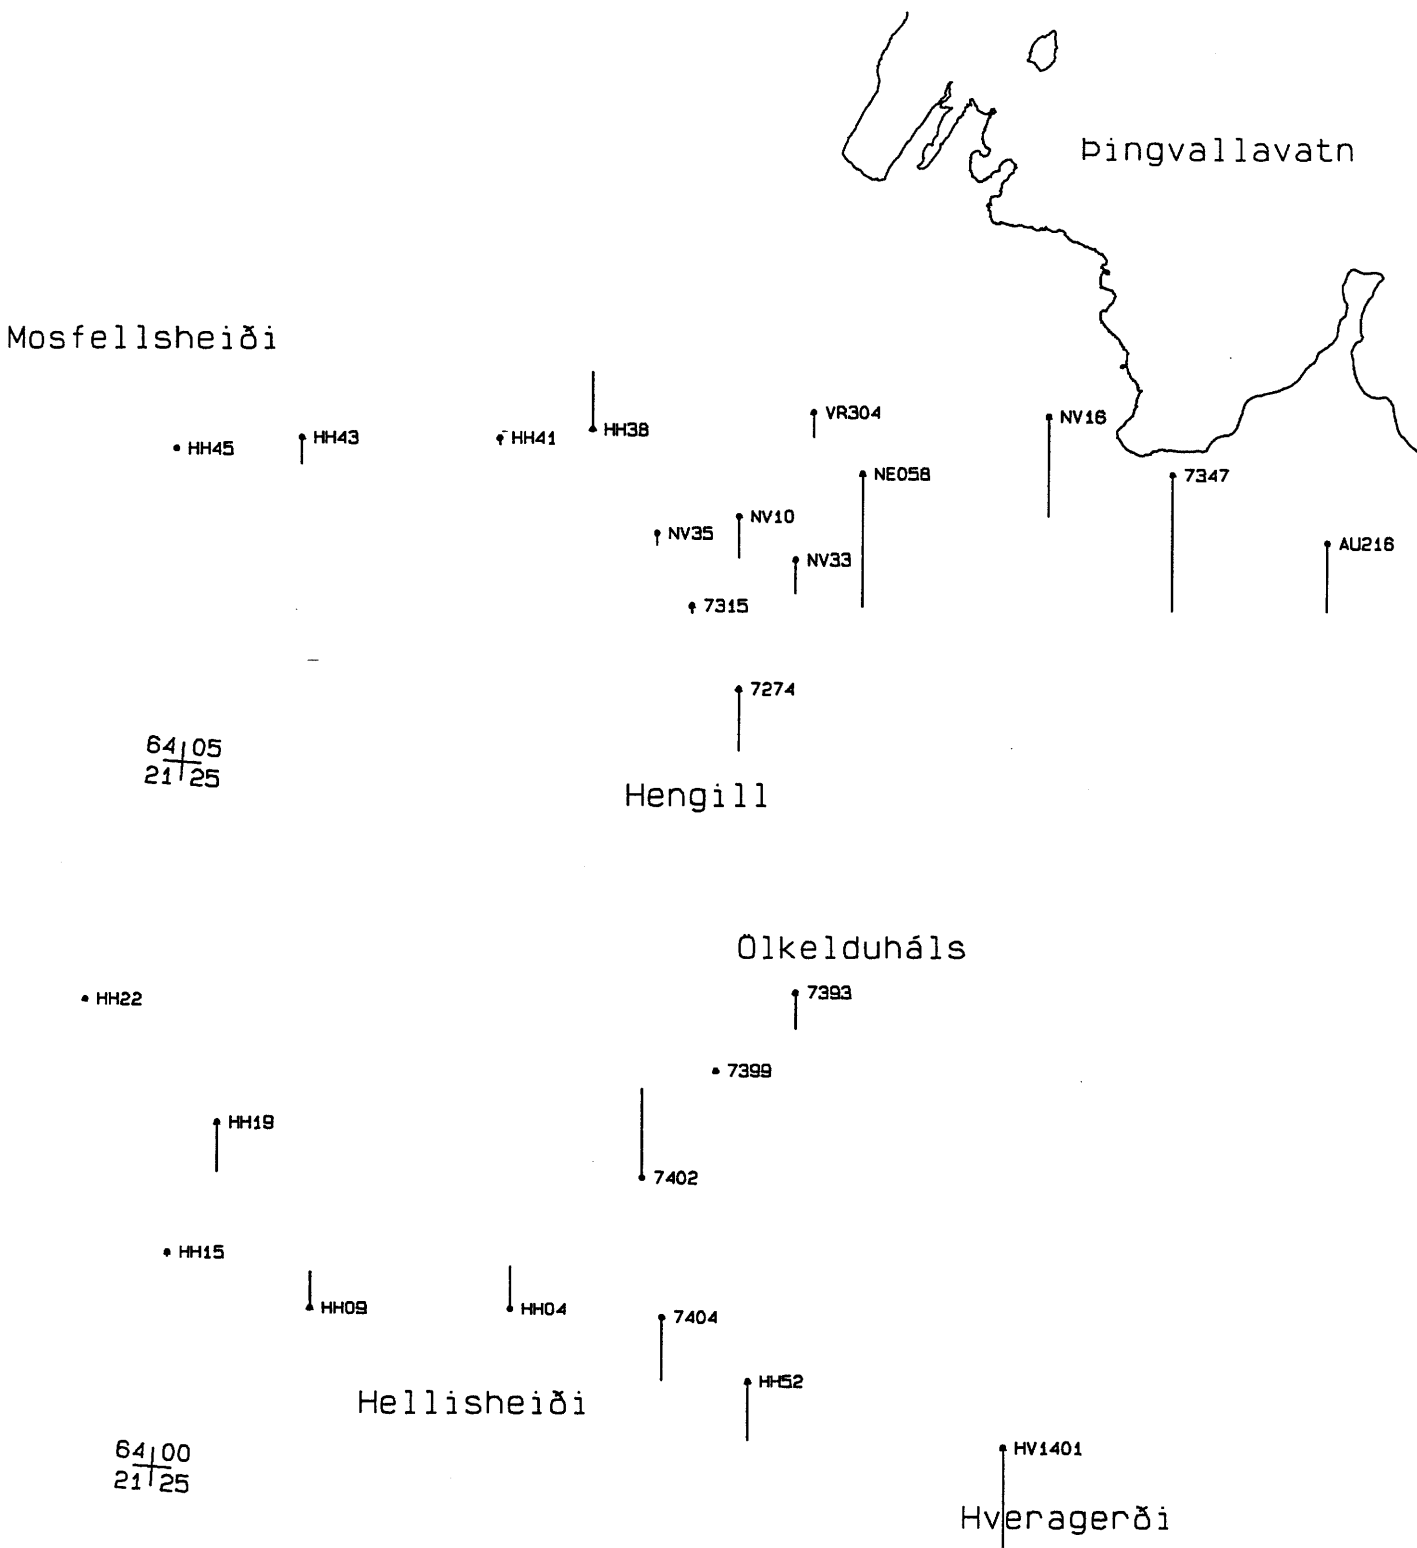 Þingvallavatn
Mosfellsheiði
HH45
HH43
HH41
HH38
VR304
NV16
NE058
7347
NV35
NV10
NV33
AU216
7315
7274
64 05
21 25
Hengill
Ölkelduháls
HH22
7393
7399
HH19
7402
HH15
HH09
HH04
7404
HH52
Hellisheiði
64 00
21 25
HV1401
Hveragerði